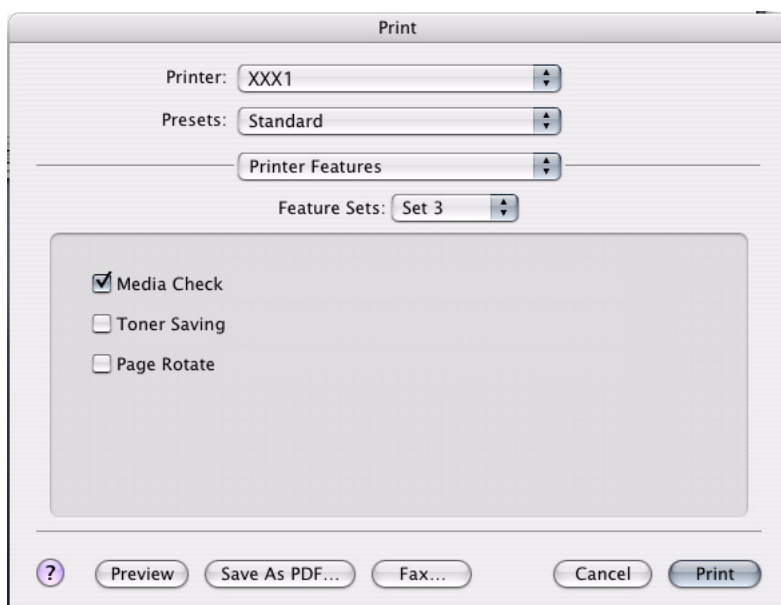 Print
Printer: XXX1
Presets: Standard
Printer Features
Feature Sets: Set 3
Media Check
Toner Saving
Page Rotate
? Preview Save As PDF... Fax... Cancel Print